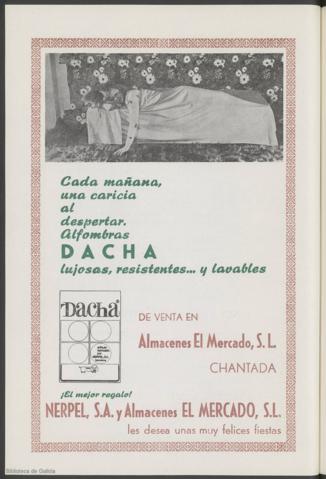 Cada mañana,
una caricia
al
despertar.
Alfombras
DACHA
lujosas, resistentes... y lavables
Dacha
DE VENTA EN
Almacenes El Mercado, S. L.
CHANTADA
¡El mejor regalo!
NERPEL, S.A. y Almacenes EL MERCADO, S.L.
les desea unas muy felices fiestas
Biblioteca de Galicia